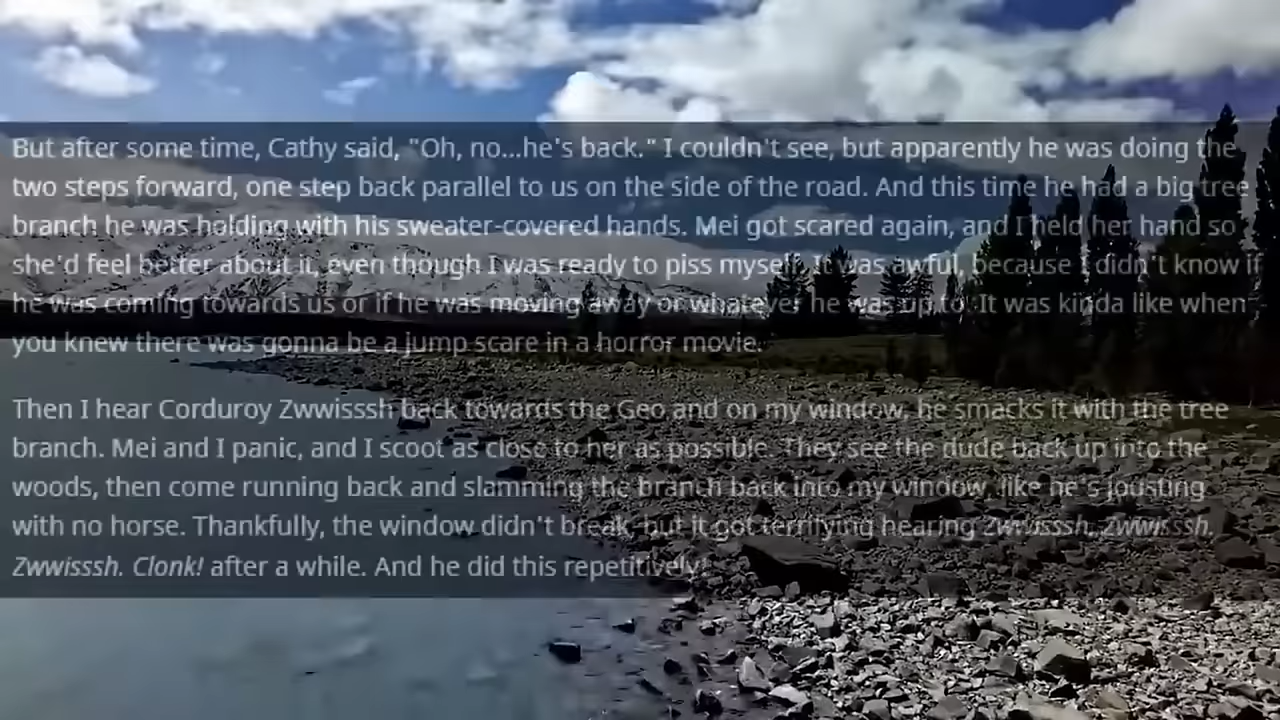 But after some time, Cathy said, "Oh, no...he's back." I couldn't see, but apparently he was doing the
two steps forward, one step back parallel to us on the side of the road. And this time he had a big tree
branch he was holding with his sweater-covered hands. Mei got scared again, and I held her hand so
she'd feel better about it, even though I was ready to piss myself. It was awful, because I didn't know if
he was coming towards us or if he was moving away or whatever he was up to. It was kinda like when
you knew there was gonna be a jump scare in a horror movie.
Then I hear Corduroy Zwwisssh back towards the Geo and on my window, he smacks it with the tree
branch. Mei and I panic, and I scoot as close to her as possible. They see the dude back up into the
woods, then come running back and slamming the branch back into my window, like he's jousting
with no horse. Thankfully, the window didn't break, but it got terrifying hearing Zwwisssh. Zwwisssh.
Zwwisssh. Clonk! after a while. And he did this repetitively!